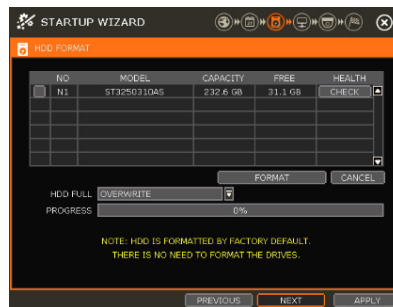 STARTUP WIZARD
HDD FORMAT
NO MODEL CAPACITY FREE HEALTH
N1 ST3250310AS 232.6 GB 31.1 GB CHECK
FORMAT CANCEL
HDD FULL OVERWRITE
PROGRESS 0%
NOTE: HDD IS FORMATTED BY FACTORY DEFAULT.
THERE IS NO NEED TO FORMAT THE DRIVES.
PREVIOUS NEXT APPLY